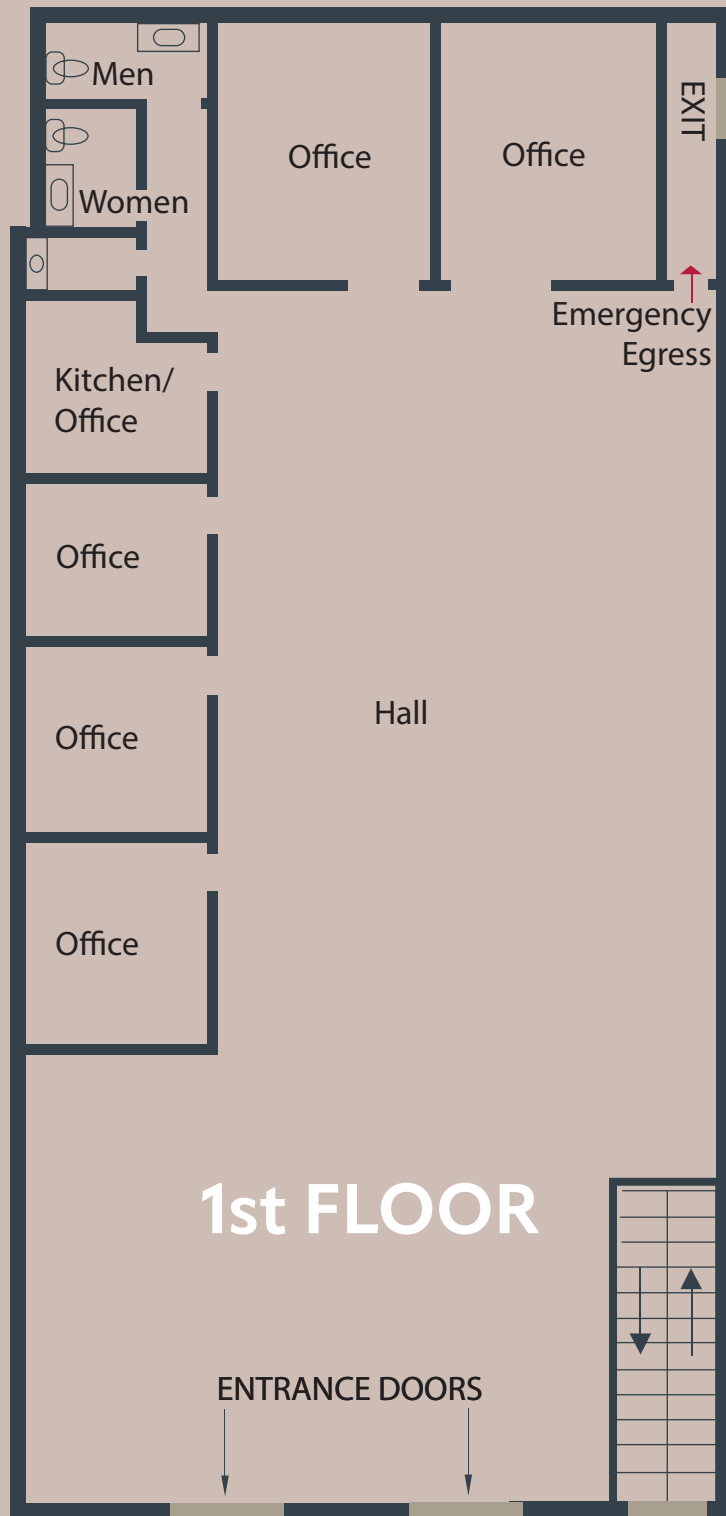 Men
Office
Office
EXIT
Women
Emergency
Egress
Kitchen/
Office
Office
Office
Hall
Office
1st FLOOR
ENTRANCE DOORS